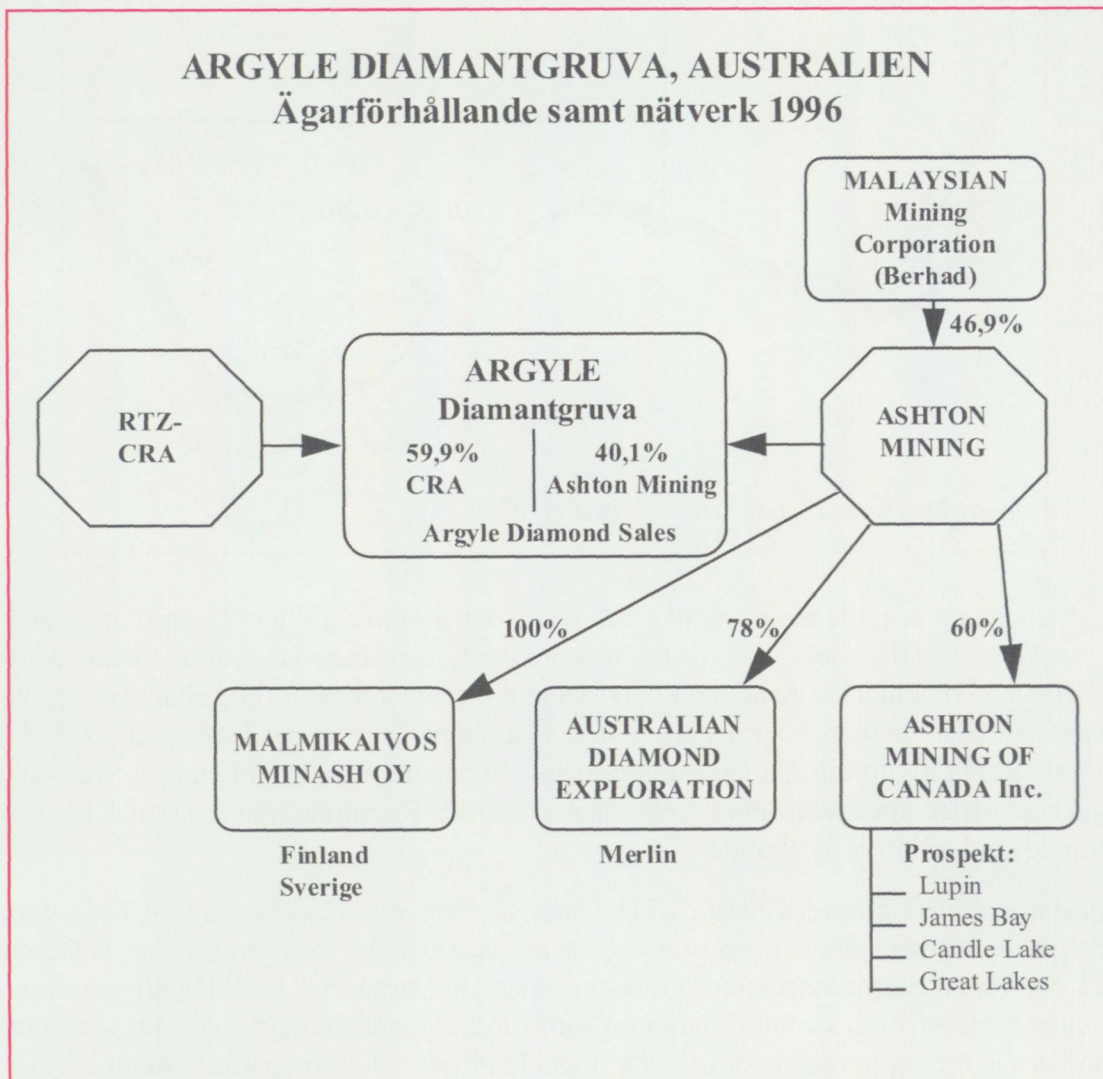 ARGYLE DIAMANTGRUVA, AUSTRALIEN
Ägarförhållande samt nätverk 1996
MALAYSIAN
Mining
Corporation
(Berhad)
46,9%
RTZ-
CRA
ARGYLE
Diamantgruva
59,9%
CRA
40,1%
Ashton Mining
Argyle Diamond Sales
ASHTON
MINING
100%
78%
60%
MALMIKAIVOS
MINASH OY
Finland
Sverige
AUSTRALIAN
DIAMOND
EXPLORATION
Merlin
ASHTON
MINING OF
CANADA Inc.
Prospekt:
Lupin
James Bay
Candle Lake
Great Lakes